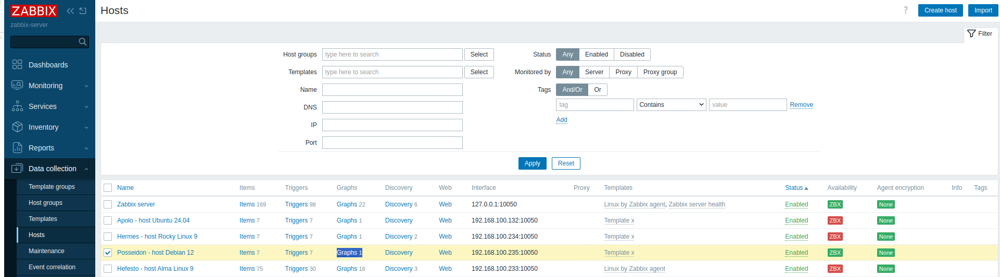 ZABBIX
zabbix-server
Dashboards
Monitoring
Services
Inventory
Reports
Data collection
Template groups
Host groups
Templates
Hosts
Maintenance
Event correlation
Hosts
? Create host Import
Filter
Host groups type here to search Select
Templates type here to search Select
Name
DNS
IP
Port
Status Any Enabled Disabled
Monitored by Any Server Proxy Proxy group
Tags And/Or Or
tag Contains value Remove
Add
Apply Reset
Name Items Triggers Graphs Discovery Web Interface Proxy Templates Status Availability Agent encryption Info Tags
Zabbix server Items 169 Triggers 98 Graphs 22 Discovery 6 Web 127.0.0.1:10050 Linux by Zabbix agent, Zabbix server health Enabled ZBX None
Apolo - host Ubuntu 24.04 Items 7 Triggers 7 Graphs 1 Discovery Web 192.168.100.132:10050 Template x Enabled ZBX None
Hermes - host Rocky Linux 9 Items 7 Triggers 7 Graphs 1 Discovery 2 Web 192.168.100.234:10050 Template x Enabled ZBX None
Posseidon - host Debian 12 Items 7 Triggers 7 Graphs 1 Discovery Web 192.168.100.235:10050 Template x Enabled ZBX None
Hefesto - host Alma Linux 9 Items 75 Triggers 30 Graphs 16 Discovery 3 Web 192.168.100.233:10050 Linux by Zabbix agent Enabled ZBX None